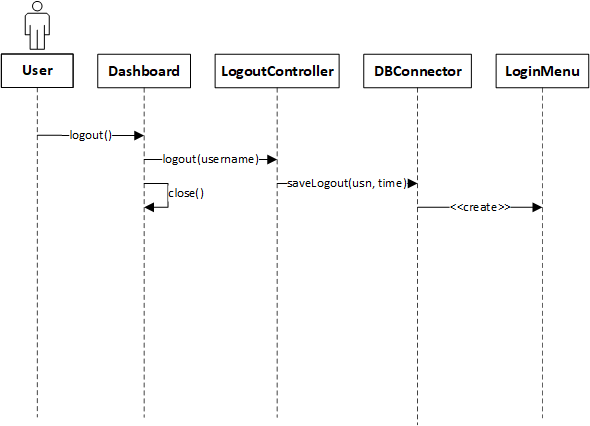 User
Dashboard
LogoutController
DBConnector
LoginMenu
logout()
logout(username)
saveLogout(usn, time)
close()
<<create>>